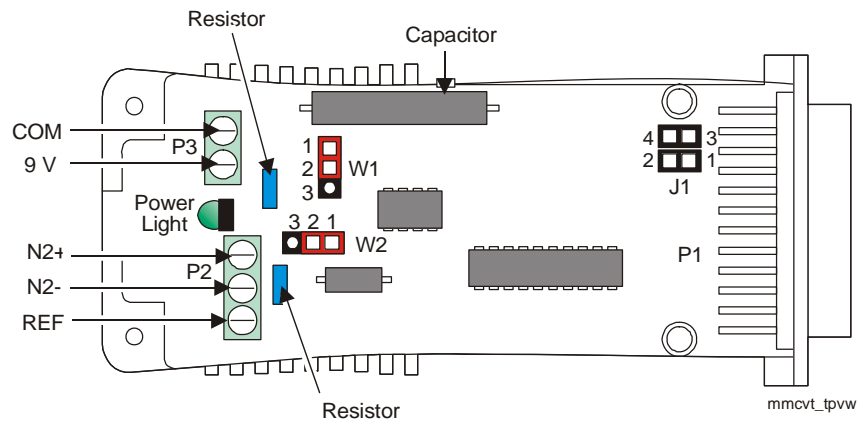 Resistor
Capacitor
COM
P3
9 V
1
2
W1
3
4 3
2 1
J1
Power
Light
3 2 1
W2
N2+
P2
N2-
REF
P1
Resistor
mmcvt_tpvw